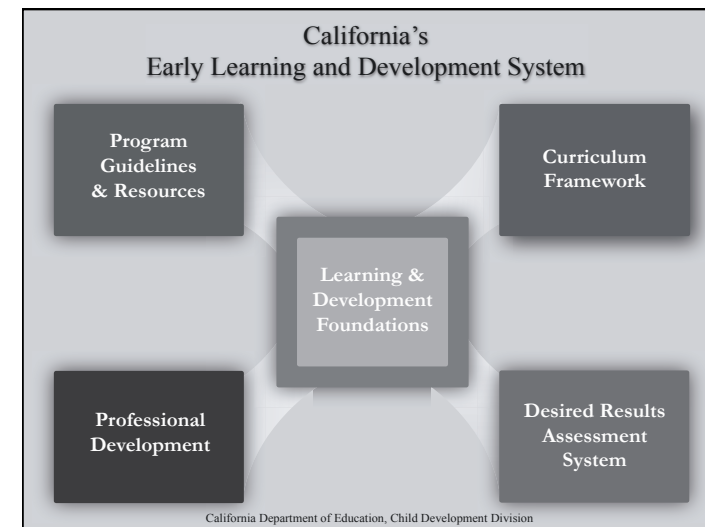 California’s
Early Learning and Development System
Program
Guidelines
& Resources
Curriculum
Framework
Learning &
Development
Foundations
Professional
Development
Desired Results
Assessment
System
California Department of Education, Child Development Division